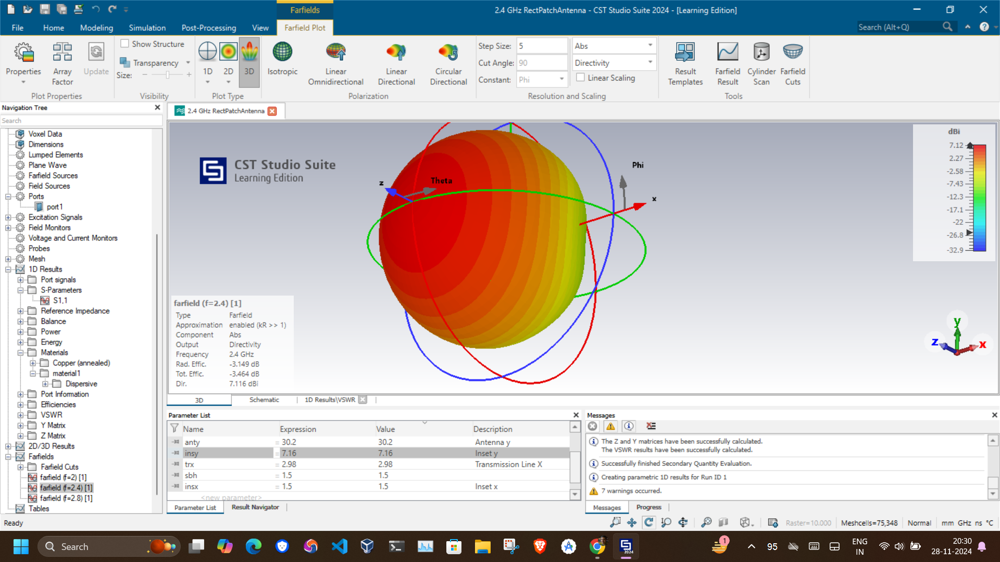 Farfields
2.4 GHz RectPatchAntenna - CST Studio Suite 2024 - [Learning Edition]
File Home Modeling Simulation Post-Processing View Farfield Plot
Search (Alt+Q)
Properties
Array Factor
Update
Plot Properties
Show Structure
Transparency
Size:
Visibility
1D 2D 3D
Plot Type
Isotropic
Linear Omnidirectional
Linear Directional
Circular Directional
Polarization
Step Size: 5
Cut Angle: 90
Constant: Phi
Abs
Directivity
Linear Scaling
Resolution and Scaling
Result Templates
Farfield Result
Cylinder Scan
Farfield Cuts
Tools
Navigation Tree
Search
Voxel Data
Dimensions
Lumped Elements
Plane Wave
Farfield Sources
Field Sources
Ports
port1
Excitation Signals
Field Monitors
Voltage and Current Monitors
Probes
Mesh
1D Results
Port signals
S-Parameters
S1,1
Reference Impedance
Balance
Power
Energy
Materials
Copper (annealed)
material1
Dispersive
Port Information
Efficiencies
VSWR
Y Matrix
Z Matrix
2D/3D Results
Farfields
Farfield Cuts
farfield (f=2) [1]
farfield (f=2.4) [1]
farfield (f=2.8) [1]
Tables
2.4 GHz RectPatchAntenna
CST Studio Suite
Learning Edition
z
Theta
Phi
x
dBi
7.12
2.27
-2.58
-7.43
-12.3
-17.1
-22
-26.8
-32.9
y
z
x
farfield (f=2.4) [1]
Type Farfield
Approximation enabled (kR >> 1)
Component Abs
Output Directivity
Frequency 2.4 GHz
Rad. Effic. -3.149 dB
Tot. Effic. -3.464 dB
Dir. 7.116 dBi
3D Schematic 1D Results\VSWR
Parameter List
Name Expression Value Description
anty = 30.2 30.2 Antenna y
insy = 7.16 7.16 Inset y
trx = 2.98 2.98 Transmission Line X
sbh = 1.5 1.5
insx = 1.5 1.5 Inset x
<new parameter>
Parameter List Result Navigator
Messages
The Z and Y matrices have been successfully calculated.
The VSWR results have been successfully calculated.
Successfully finished Secondary Quantity Evaluation.
Creating parametric 1D results for Run ID 1
7 warnings occurred.
Messages Progress
Ready
Raster=10.000 Meshcells=75,348 Normal mm GHz ns °C
Search
2024
1
95
ENG
IN
20:30
28-11-2024